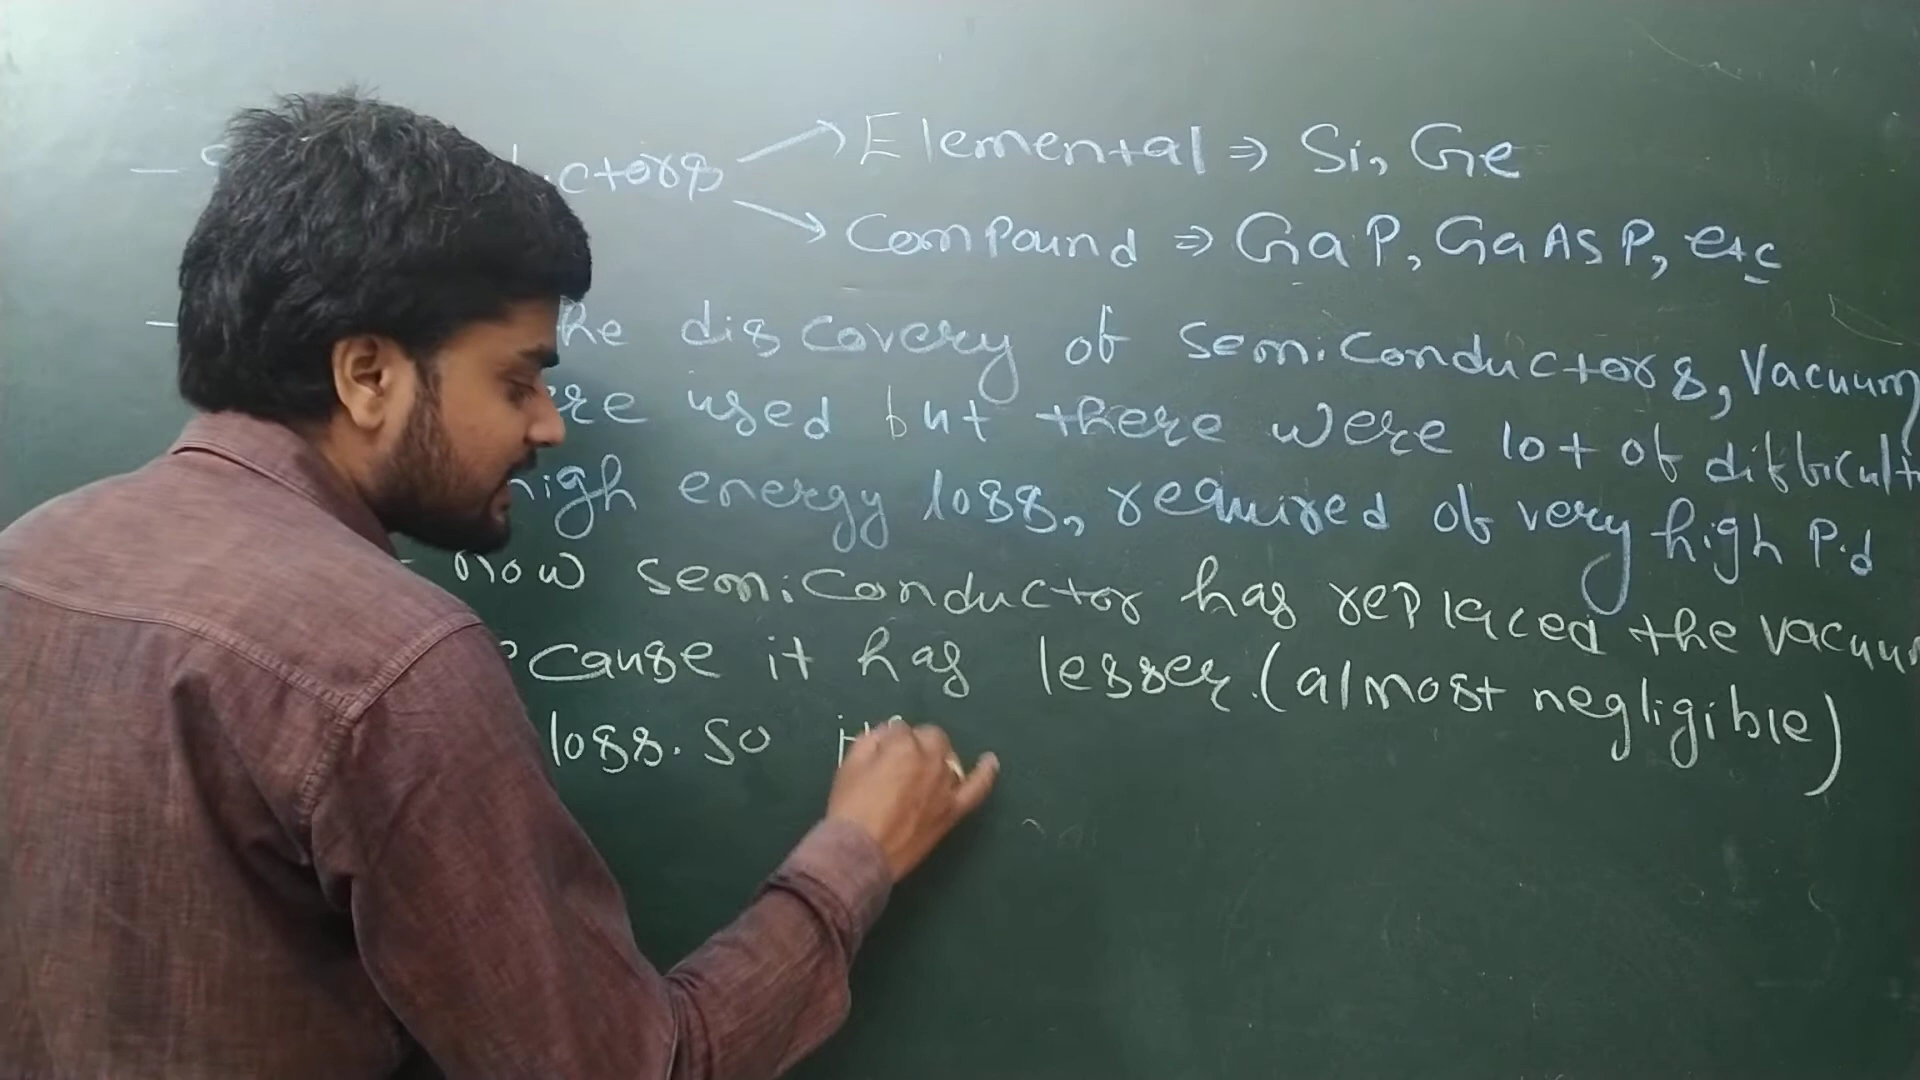 ctors → Elemental ⇒ Si, Ge
→ Compound ⇒ GaP, GaAsP, etc
he discovery of semiconductors, Vacuum
ere used but there were lot of difficult
high energy loss, required of very high P.d
- now semiconductor has replaced the vacuum
cause it has lesser (almost negligible)
loss. So